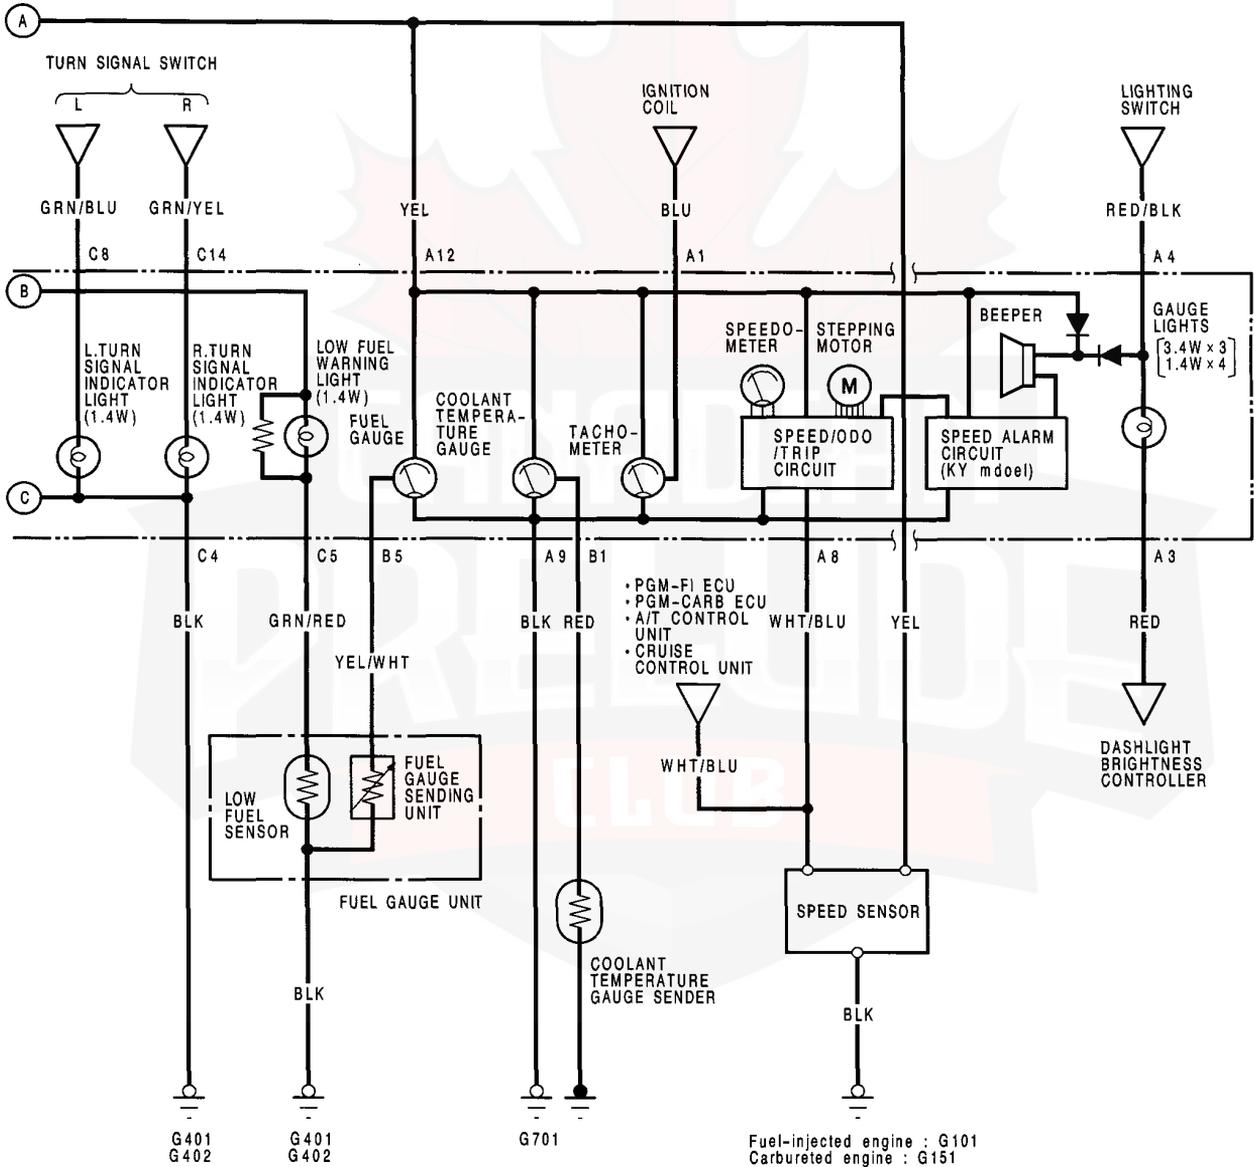 A
TURN SIGNAL SWITCH
L
R
IGNITION
COIL
LIGHTING
SWITCH
GRN/BLU
GRN/YEL
YEL
BLU
RED/BLK
C8
C14
A12
A1
A4
B
L.TURN
SIGNAL
INDICATOR
LIGHT
(1.4W)
R.TURN
SIGNAL
INDICATOR
LIGHT
(1.4W)
LOW FUEL
WARNING
LIGHT
(1.4W)
FUEL
GAUGE
COOLANT
TEMPERA-
TURE
GAUGE
TACHO-
METER
SPEEDO-
METER
STEPPING
MOTOR
M
BEEPER
GAUGE
LIGHTS
[3.4W × 3]
[1.4W × 4]
SPEED/ODO
/TRIP
CIRCUIT
SPEED ALARM
CIRCUIT
(KY mdoel)
C
C4
C5
B5
A9
B1
A8
A3
BLK
GRN/RED
YEL/WHT
BLK
RED
• PGM-FI ECU
• PGM-CARB ECU
• A/T CONTROL
UNIT
• CRUISE
CONTROL UNIT
WHT/BLU
YEL
RED
WHT/BLU
DASHLIGHT
BRIGHTNESS
CONTROLLER
LOW
FUEL
SENSOR
FUEL
GAUGE
SENDING
UNIT
FUEL GAUGE UNIT
CANADIAN
PRELUDE
CLUB
SPEED SENSOR
COOLANT
TEMPERATURE
GAUGE SENDER
BLK
BLK
G401
G402
G401
G402
G701
Fuel-injected engine : G101
Carbureted engine : G151